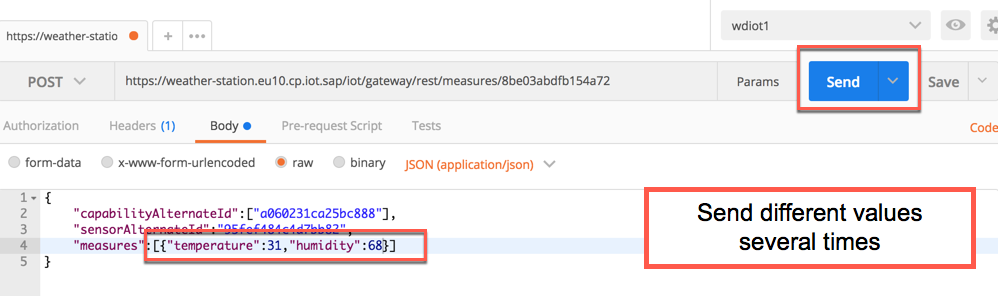 https://weather-statio
wdiot1
POST
https://weather-station.eu10.cp.iot.sap/iot/gateway/rest/measures/8be03abdfb154a72
Params
Send
Save
Authorization
Headers (1)
Body
Pre-request Script
Tests
Code
form-data
x-www-form-urlencoded
raw
binary
JSON (application/json)
1 {
2 "capabilityAlternateId":["a060231ca25bc888"],
3 "sensorAlternateId":"95fef484c4d7bb82",
4 "measures":[{"temperature":31,"humidity":68}]
5 }
Send different values
several times